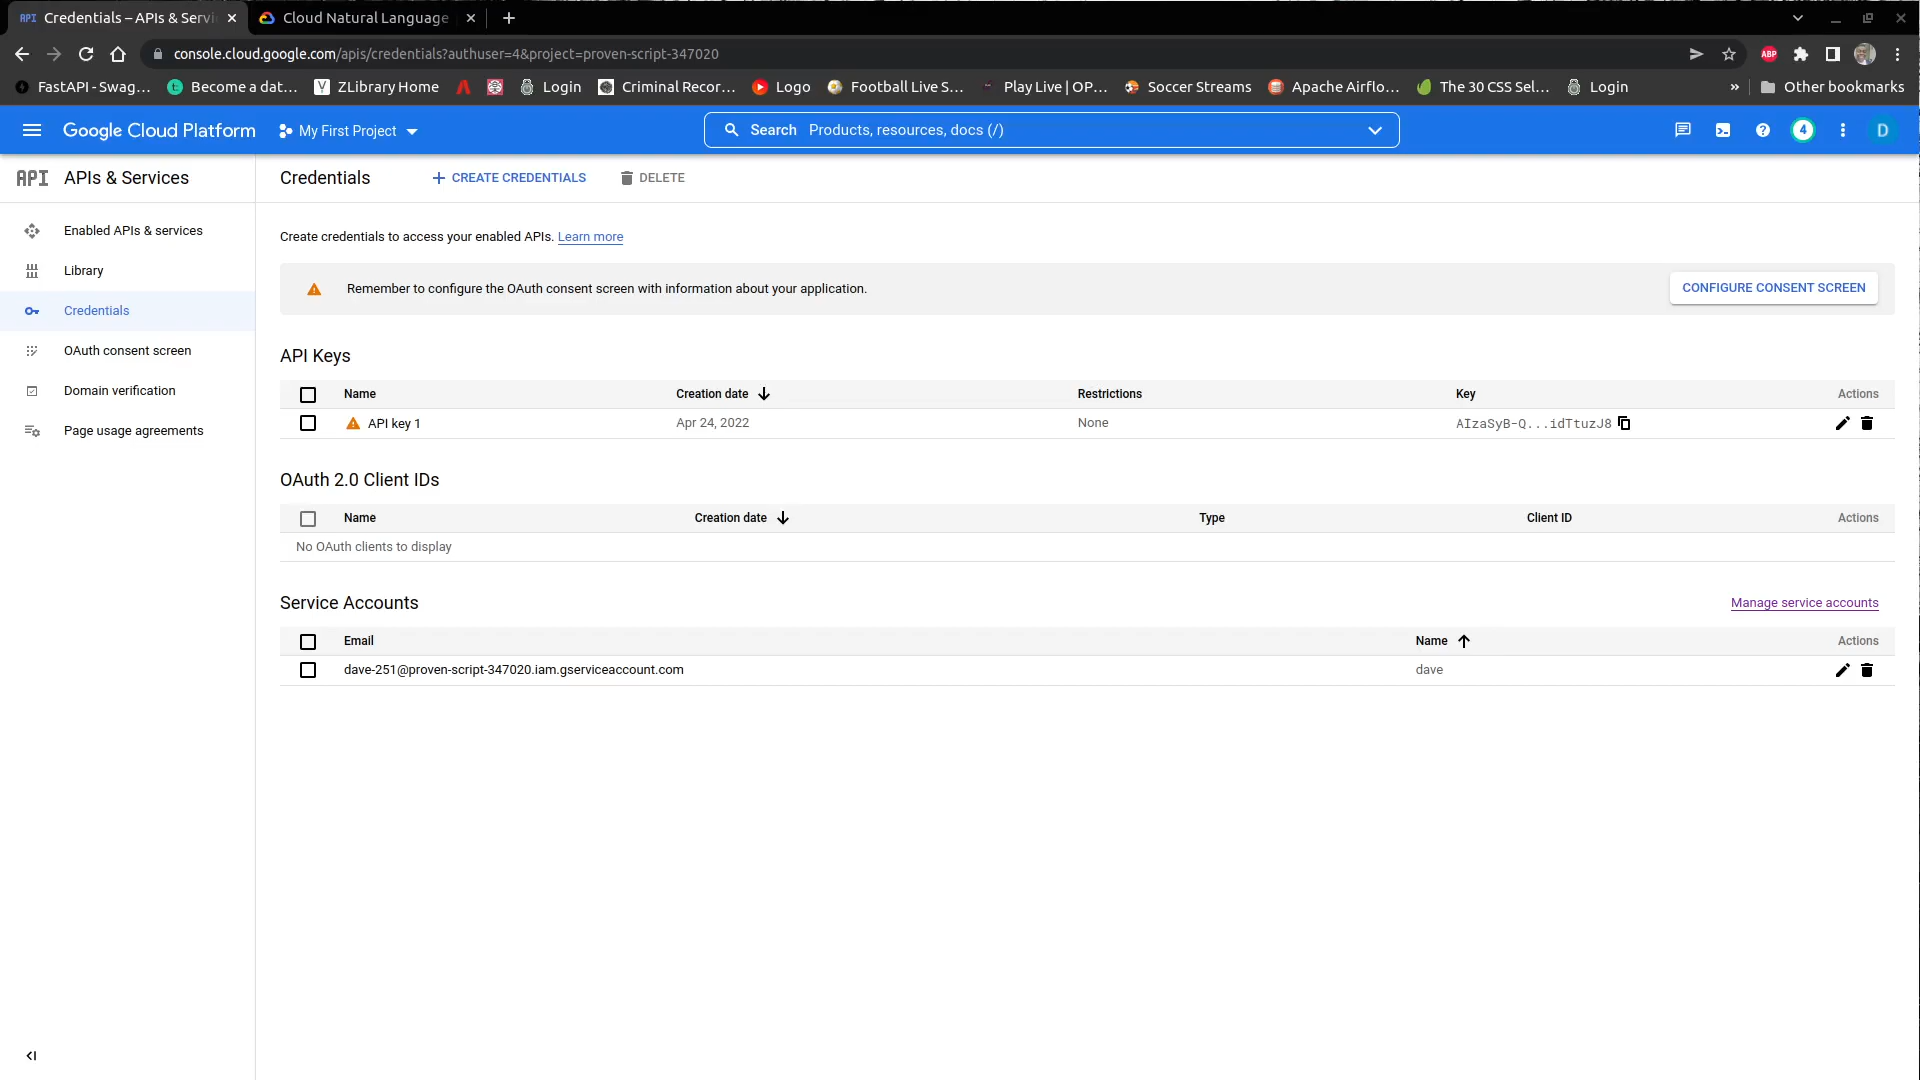 API Credentials – APIs & Servi
Cloud Natural Language
console.cloud.google.com/apis/credentials?authuser=4&project=proven-script-347020
ABP
FastAPI - Swag...
Become a dat...
ZLibrary Home
Login
Criminal Recor...
Logo
Football Live S...
Play Live | OP...
Soccer Streams
Apache Airflo...
The 30 CSS Sel...
Login
»
Other bookmarks
Google Cloud Platform
My First Project
Search Products, resources, docs (/)
4
D
API APIs & Services
Credentials
+ CREATE CREDENTIALS
DELETE
Enabled APIs & services
Library
Credentials
OAuth consent screen
Domain verification
Page usage agreements
Create credentials to access your enabled APIs. Learn more
Remember to configure the OAuth consent screen with information about your application.
CONFIGURE CONSENT SCREEN
API Keys
Name Creation date Restrictions Key Actions
API key 1 Apr 24, 2022 None AIzaSyB-Q...idTtuzJ8
OAuth 2.0 Client IDs
Name Creation date Type Client ID Actions
No OAuth clients to display
Service Accounts
Manage service accounts
Email Name Actions
dave-251@proven-script-347020.iam.gserviceaccount.com dave